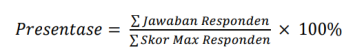 Presentase = ∑ Jawaban Responden / ∑ Skor Max Responden × 100%